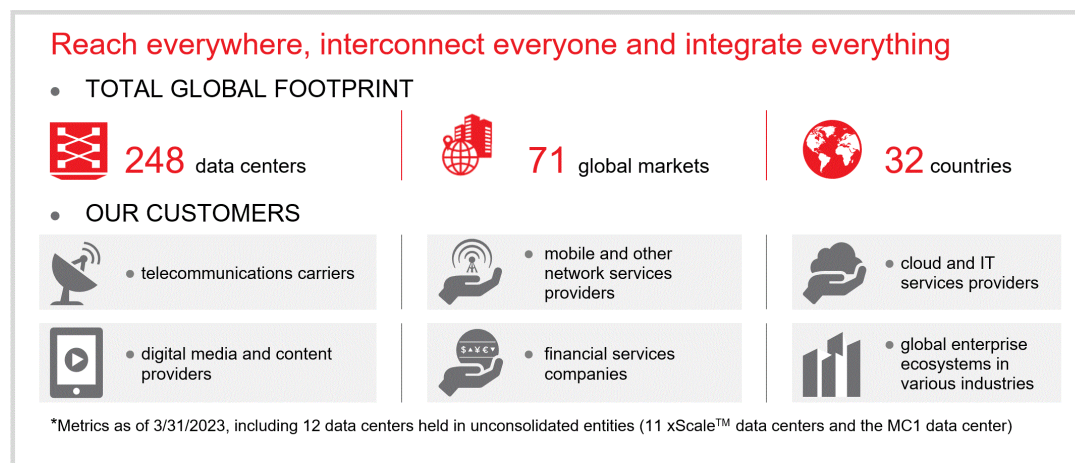 Reach everywhere, interconnect everyone and integrate everything
• TOTAL GLOBAL FOOTPRINT
248 data centers
71 global markets
32 countries
• OUR CUSTOMERS
• telecommunications carriers
• mobile and other
network services
providers
• cloud and IT
services providers
• digital media and content
providers
$▲¥€▼
• financial services
companies
• global enterprise
ecosystems in
various industries
*Metrics as of 3/31/2023, including 12 data centers held in unconsolidated entities (11 xScale™ data centers and the MC1 data center)